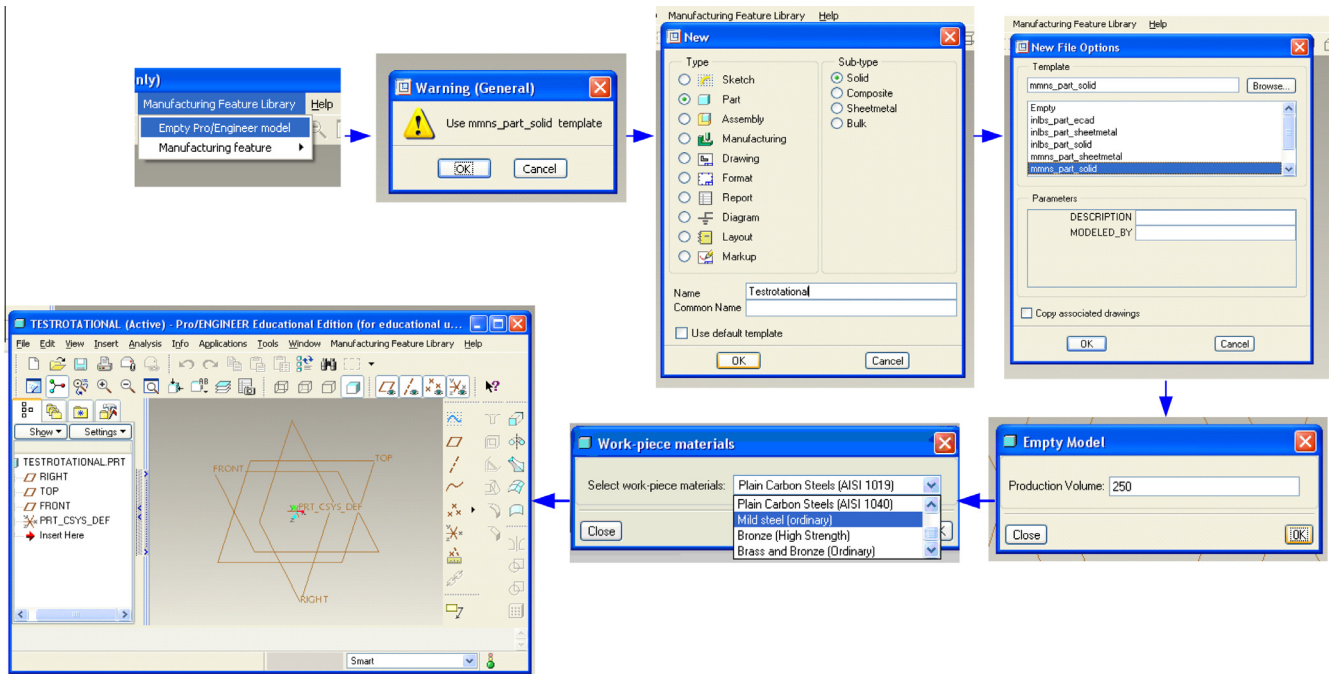 nly)
Manufacturing Feature Library Help
Empty Pro/Engineer model
Manufacturing feature
Warning (General)
Use mmns_part_solid template
OK Cancel
Manufacturing Feature Library Help
New
Type Sub-type
Sketch Solid
Part Composite
Assembly Sheetmetal
Manufacturing Bulk
Drawing
Format
Report
Diagram
Layout
Markup
Name Testrotational
Common Name
Use default template
OK Cancel
Manufacturing Feature Library Help
New File Options
Template
mmns_part_solid Browse...
Empty
inlbs_part_ecad
inlbs_part_sheetmetal
inlbs_part_solid
mmns_part_sheetmetal
mmns_part_solid
Parameters
DESCRIPTION
MODELED_BY
Copy associated drawings
OK Cancel
Empty Model
Production Volume: 250
Close OK
Work-piece materials
Select work-piece materials: Plain Carbon Steels (AISI 1019)
Plain Carbon Steels (AISI 1040)
Mild steel (ordinary)
Bronze (High Strength)
Brass and Bronze (Ordinary)
Close K
TESTROTATIONAL (Active) - Pro/ENGINEER Educational Edition (for educational u...
File Edit View Insert Analysis Info Applications Tools Window Manufacturing Feature Library Help
Show Settings
TESTROTATIONAL.PRT
RIGHT
TOP
FRONT
PRT_CSYS_DEF
Insert Here
FRONT TOP
PRT_CSYS_DEF
RIGHT
Smart